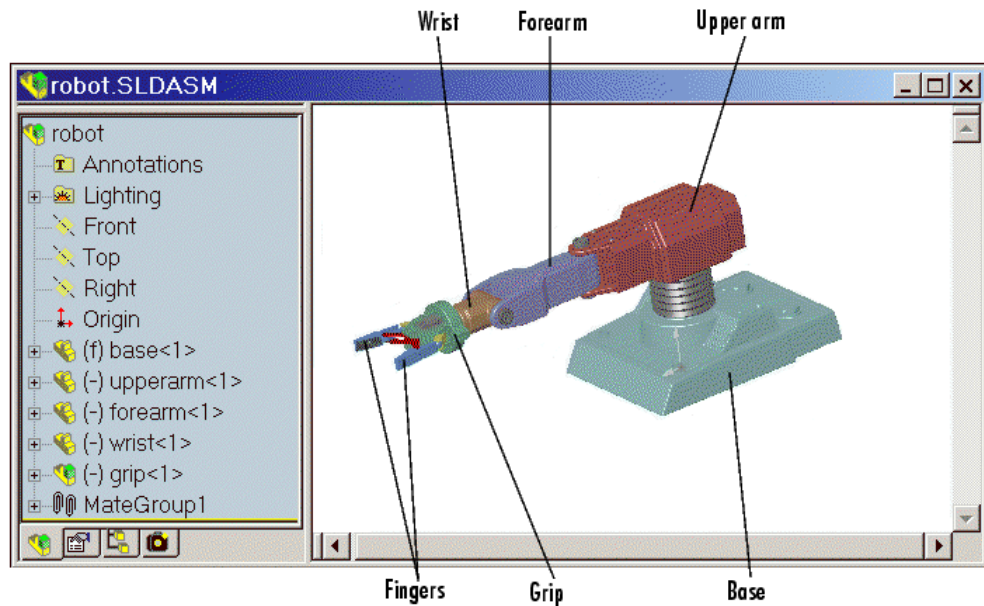 Wrist Forearm Upper arm
robot.SLDASM
robot
Annotations
Lighting
Front
Top
Right
Origin
(f) base<1>
(-) upperarm<1>
(-) forearm<1>
(-) wrist<1>
(-) grip<1>
MateGroup1
Fingers Grip Base